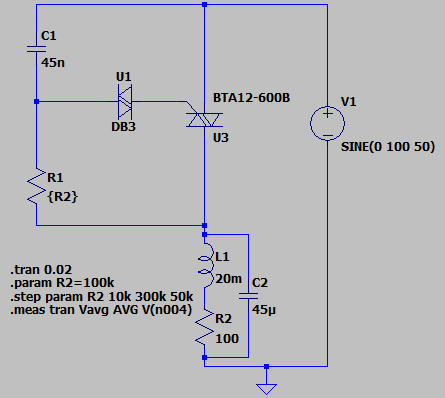 C1
45n
U1
DB3
BTA12-600B
U3
V1
SINE(0 100 50)
R1
{R2}
L1
20m
C2
45µ
R2
100
.tran 0.02
.param R2=100k
.step param R2 10k 300k 50k
.meas tran Vavg AVG V(n004)